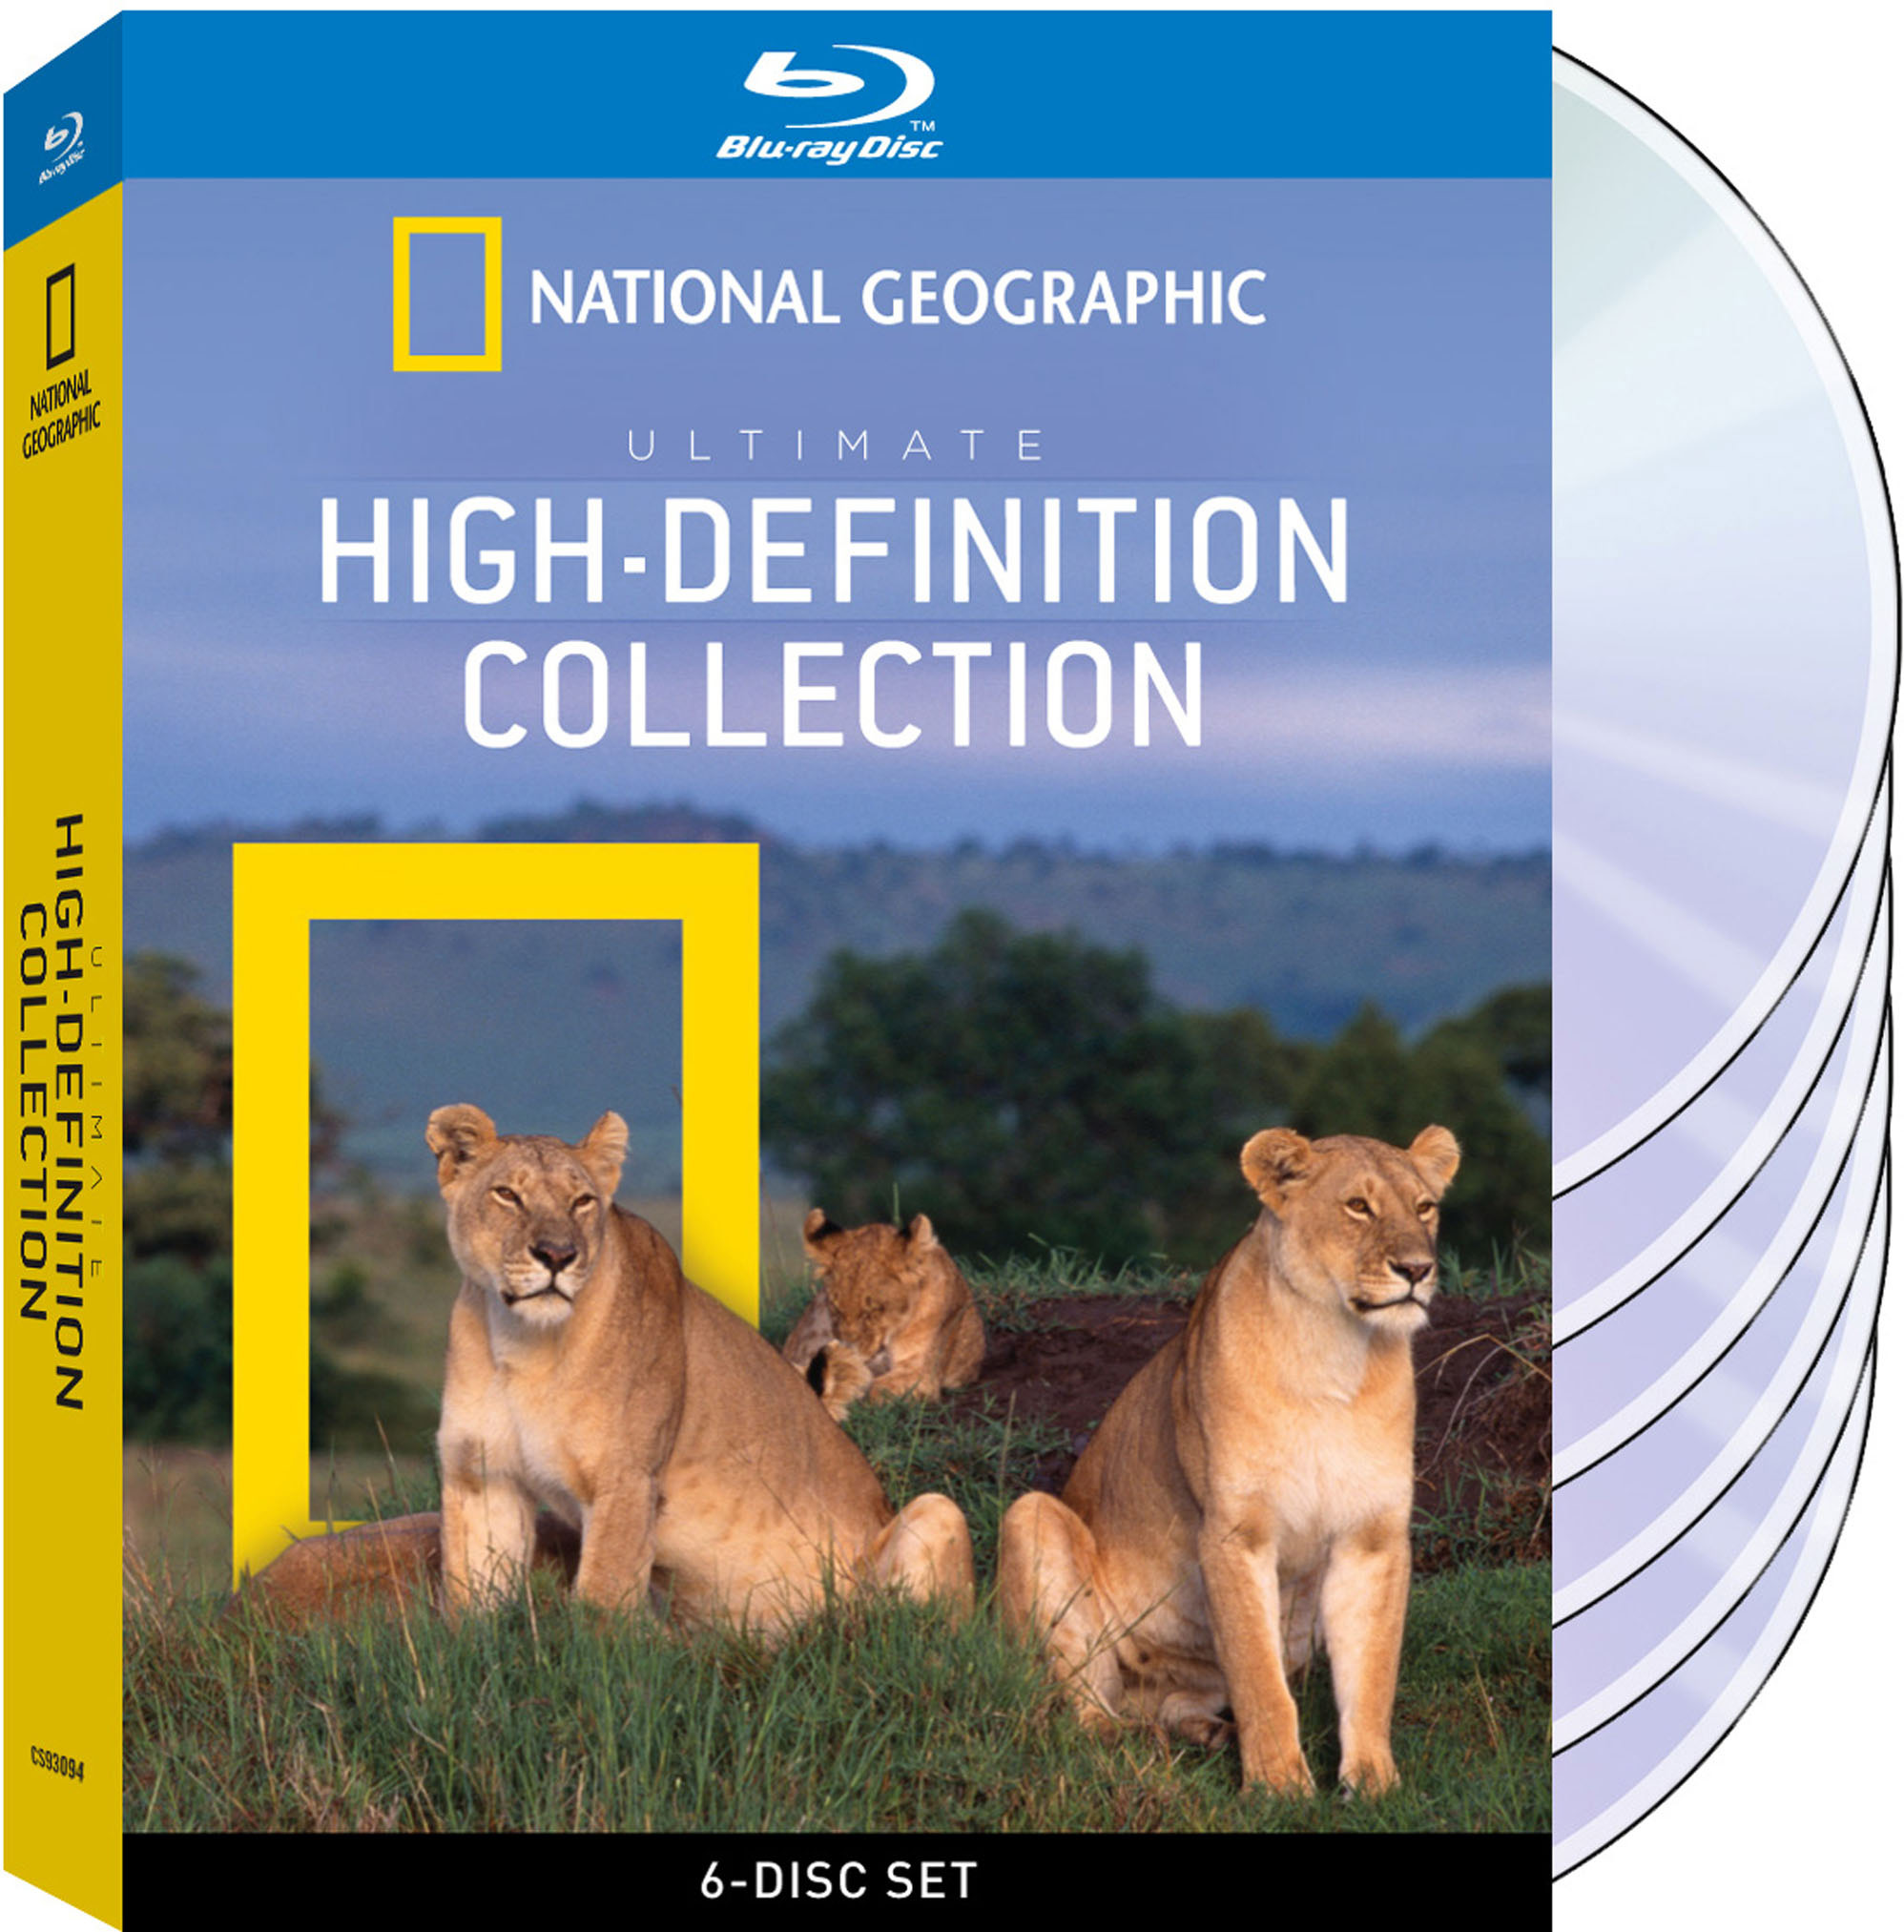 Blu-ray Disc
NATIONAL
GEOGRAPHIC
ULTIMATE
HIGH-DEFINITION
COLLECTION
CS93094
TM
Blu-ray Disc
NATIONAL GEOGRAPHIC
ULTIMATE
HIGH-DEFINITION
COLLECTION
6-DISC SET